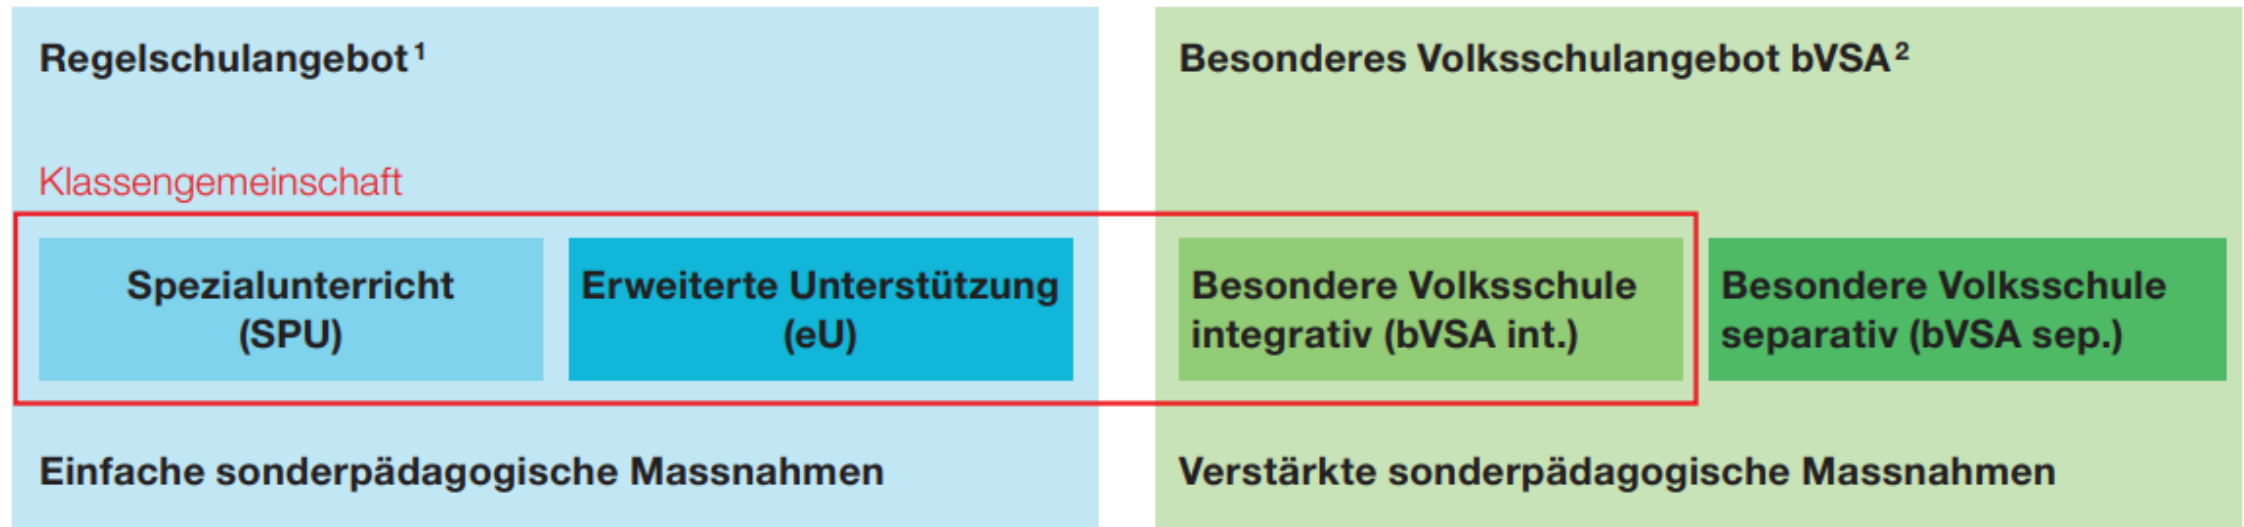 Regelschulangebot¹
Besonderes Volksschulangebot bVSA²
Klassengemeinschaft
Spezialunterricht
(SPU)
Erweiterte Unterstützung
(eU)
Besondere Volksschule
integrativ (bVSA int.)
Besondere Volksschule
separativ (bVSA sep.)
Einfache sonderpädagogische Massnahmen
Verstärkte sonderpädagogische Massnahmen